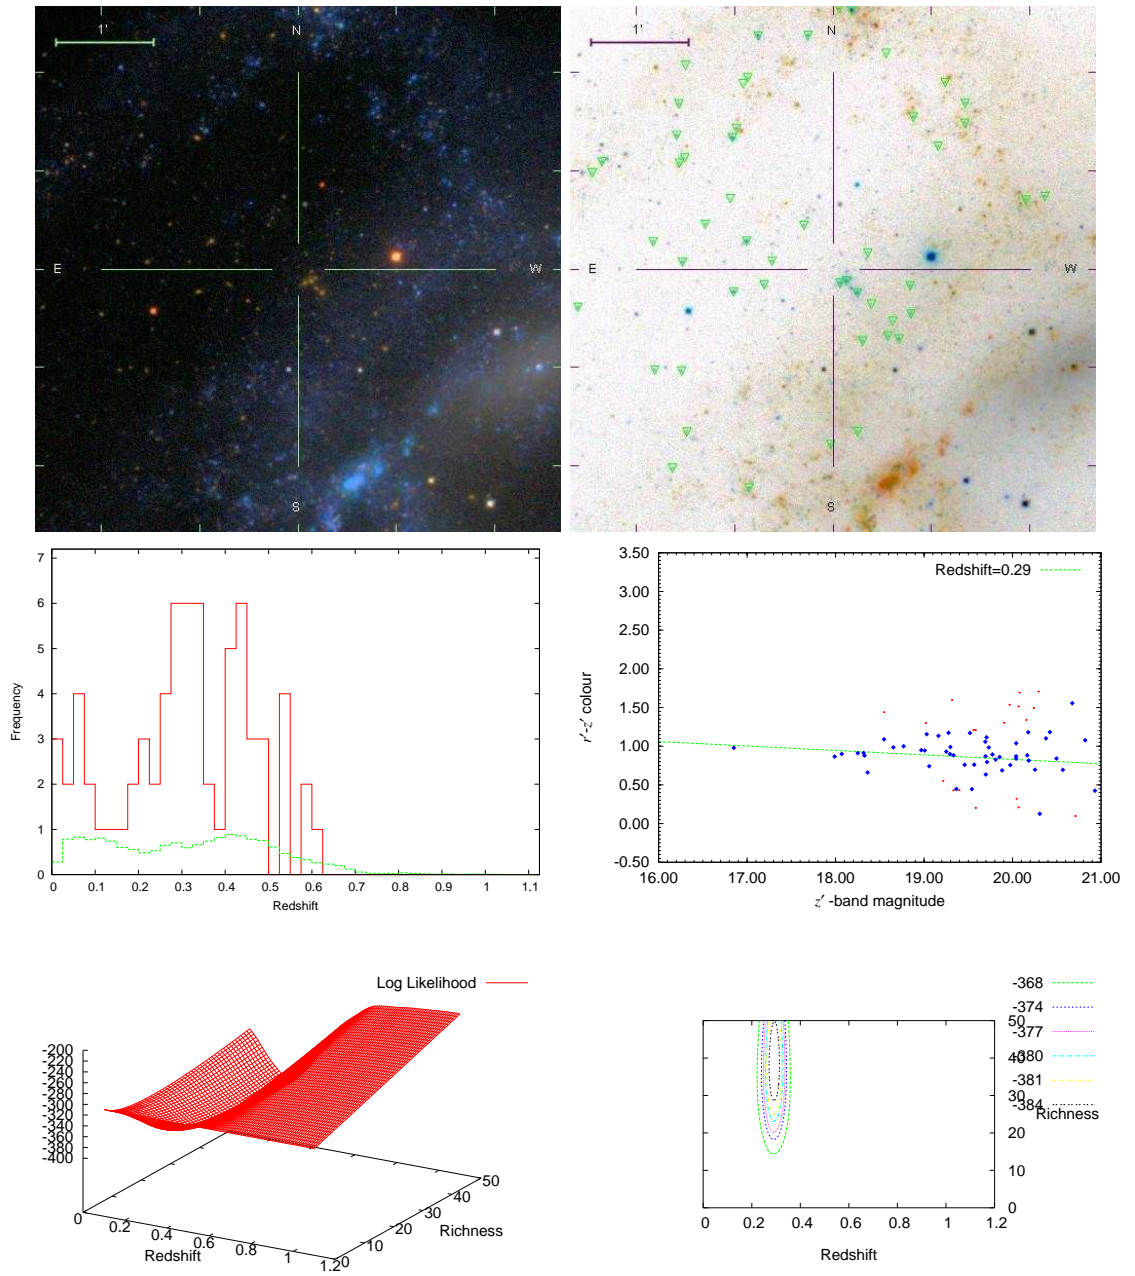 1'
N
E
W
S
1'
N
E
W
S
7
6
5
4
3
2
1
0
Frequency
0 0.1 0.2 0.3 0.4 0.5 0.6 0.7 0.8 0.9 1 1.1
Redshift
3.50
3.00
2.50
2.00
1.50
1.00
0.50
0.00
-0.50
r'-z' colour
Redshift=0.29
16.00 17.00 18.00 19.00 20.00 21.00
z' -band magnitude
Log Likelihood
-200
-220
-240
-260
-280
-300
-320
-340
-360
-380
-400
0 0.2 0.4 0.6 0.8 1 1.2
Redshift
0 10 20 30 40 50
Richness
-368
-374
-377
-380
-381
-384
50
40
30
20
10
0
Richness
0 0.2 0.4 0.6 0.8 1 1.2
Redshift